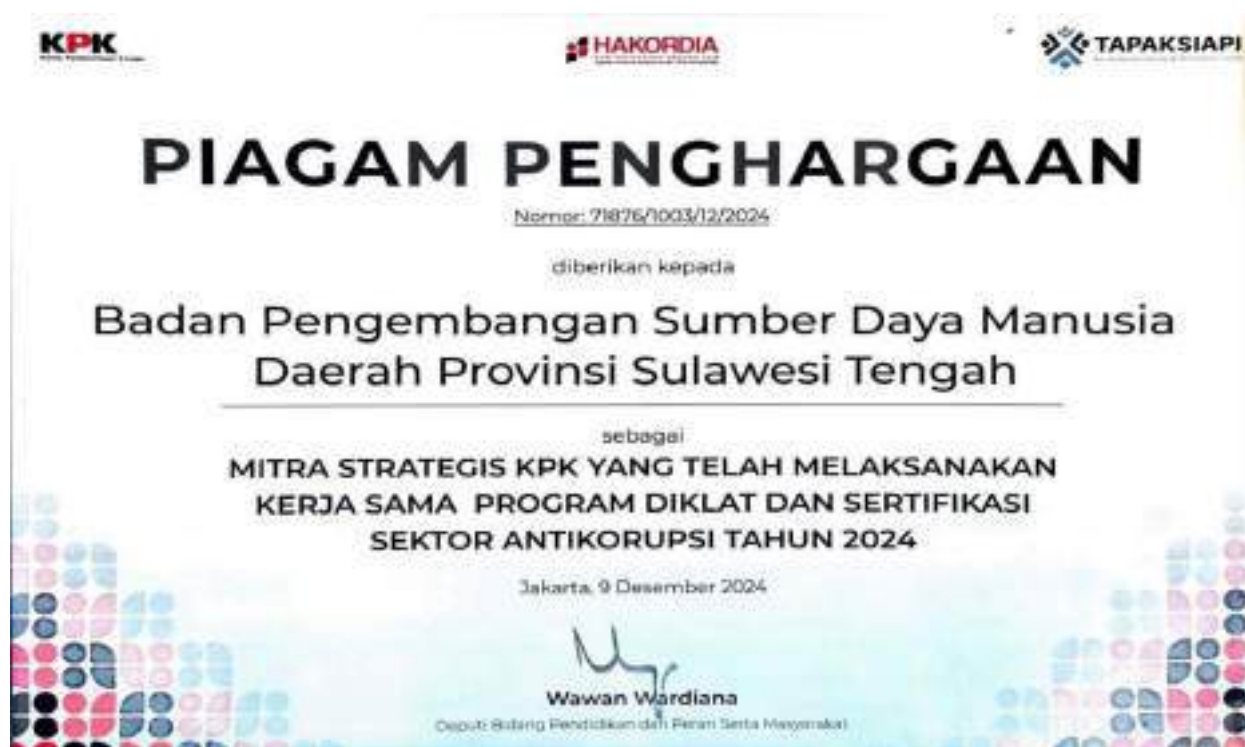 KPK
HAKORDIA
TAPAKSIAPI
PIAGAM PENGHARGAAN
Nomor: 71876/1003/12/2024
diberikan kepada
Badan Pengembangan Sumber Daya Manusia
Daerah Provinsi Sulawesi Tengah
sebagai
MITRA STRATEGIS KPK YANG TELAH MELAKSANAKAN
KERJA SAMA PROGRAM DIKLAT DAN SERTIFIKASI
SEKTOR ANTIKORUPSI TAHUN 2024
Jakarta, 9 Desember 2024
Wawan Wardiana
Deputi Bidang Pendidikan dan Peran Serta Masyarakat